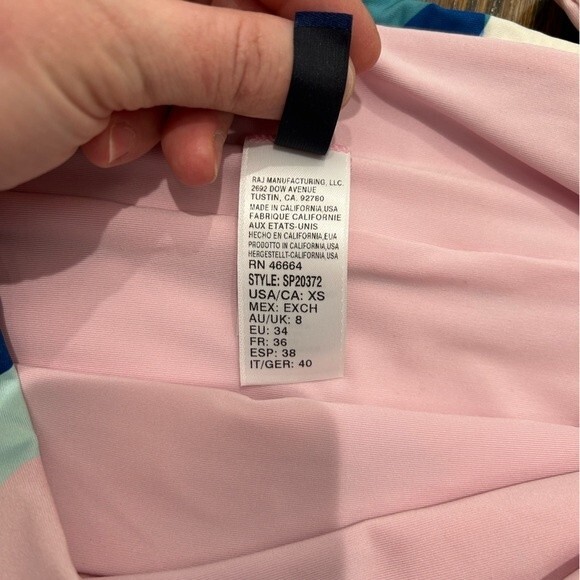 RAJ MANUFACTURING, LLC.
2692 DOW AVENUE
TUSTIN, CA. 92780
MADE IN CALIFORNIA,USA
FABRIQUE CALIFORNIE
AUX ETATS-UNIS
HECHO EN CALIFORNIA,EUA
PRODOTTO IN CALIFORNIA,USA
HERGESTELLT-CALIFORNIA,USA
RN 46664
STYLE: SP20372
USA/CA: XS
MEX: EXCH
AU/UK: 8
EU: 34
FR: 36
ESP: 38
IT/GER: 40